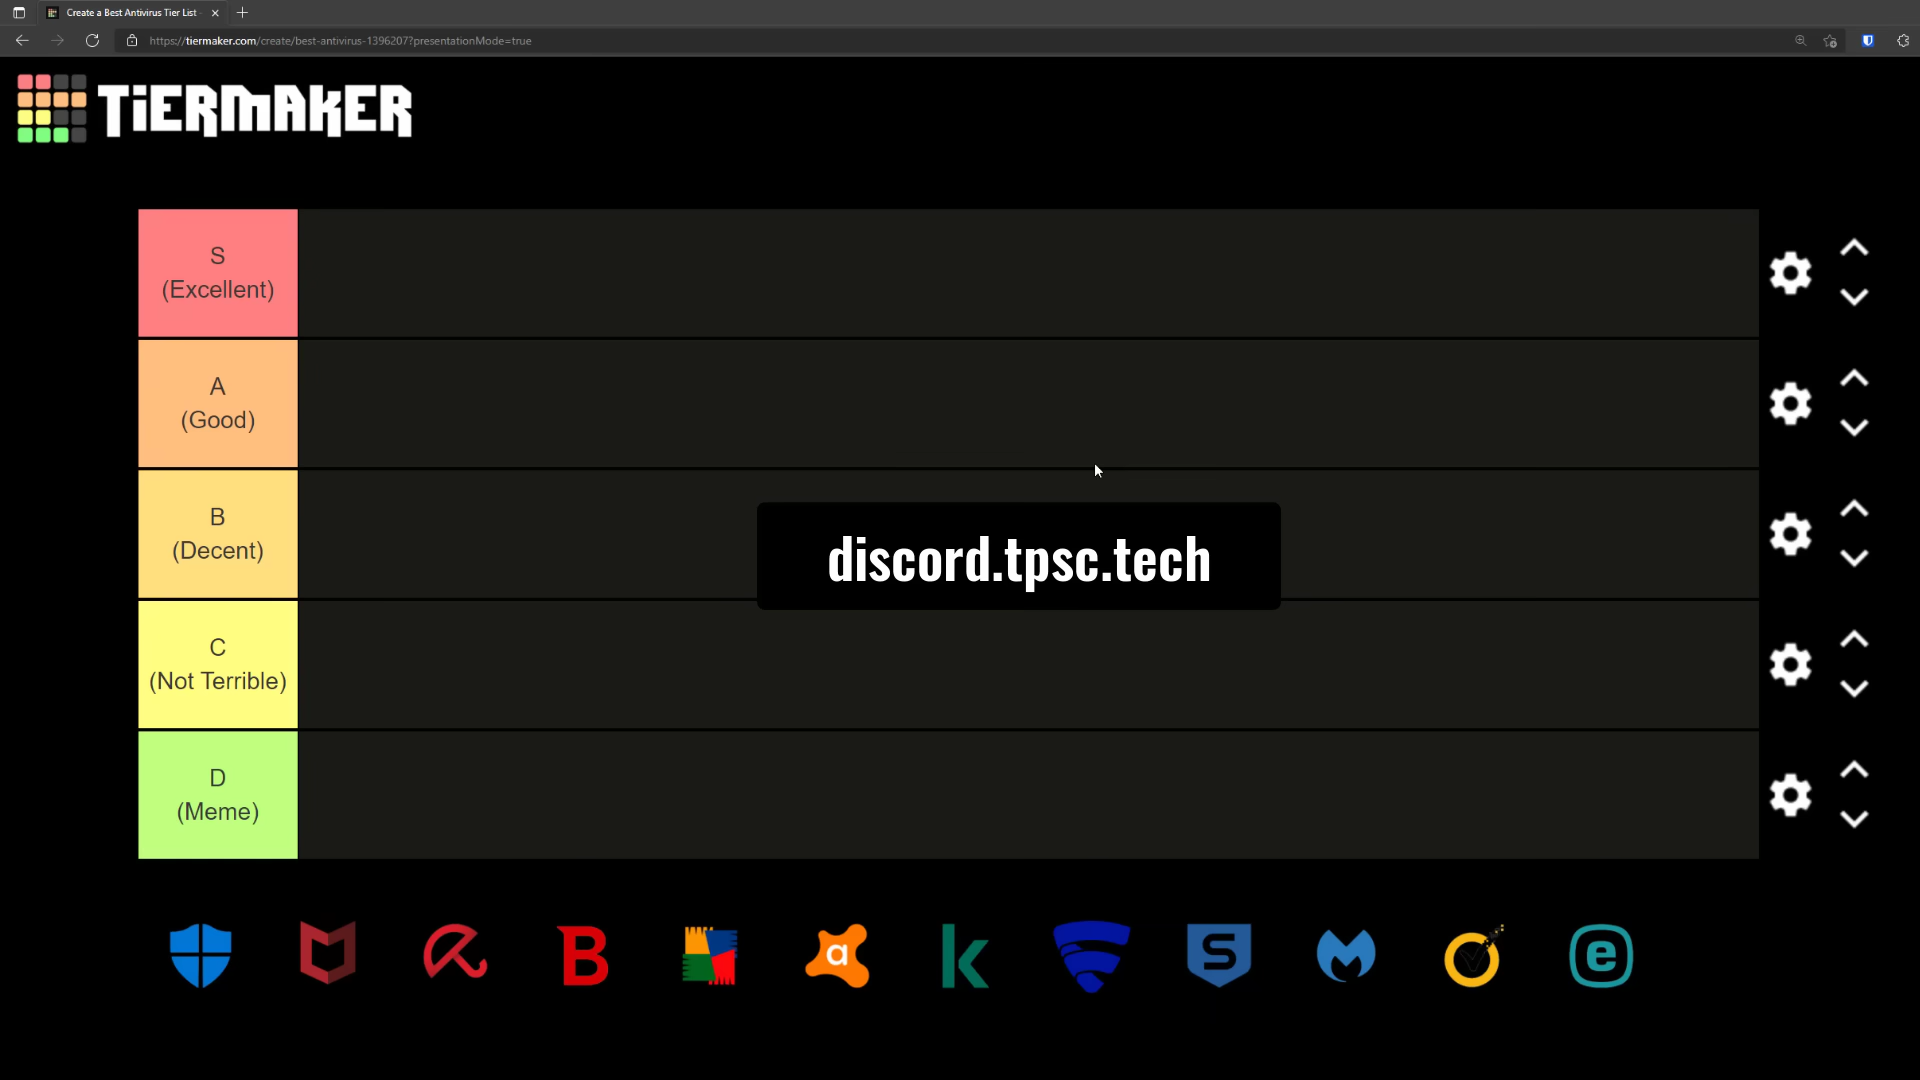 Create a Best Antivirus Tier List
https://tiermaker.com/create/best-antivirus-1396207?presentationMode=true
TiERMAKER
S
(Excellent)
A
(Good)
B
(Decent)
discord.tpsc.tech
C
(Not Terrible)
D
(Meme)
B
a
k
S
e